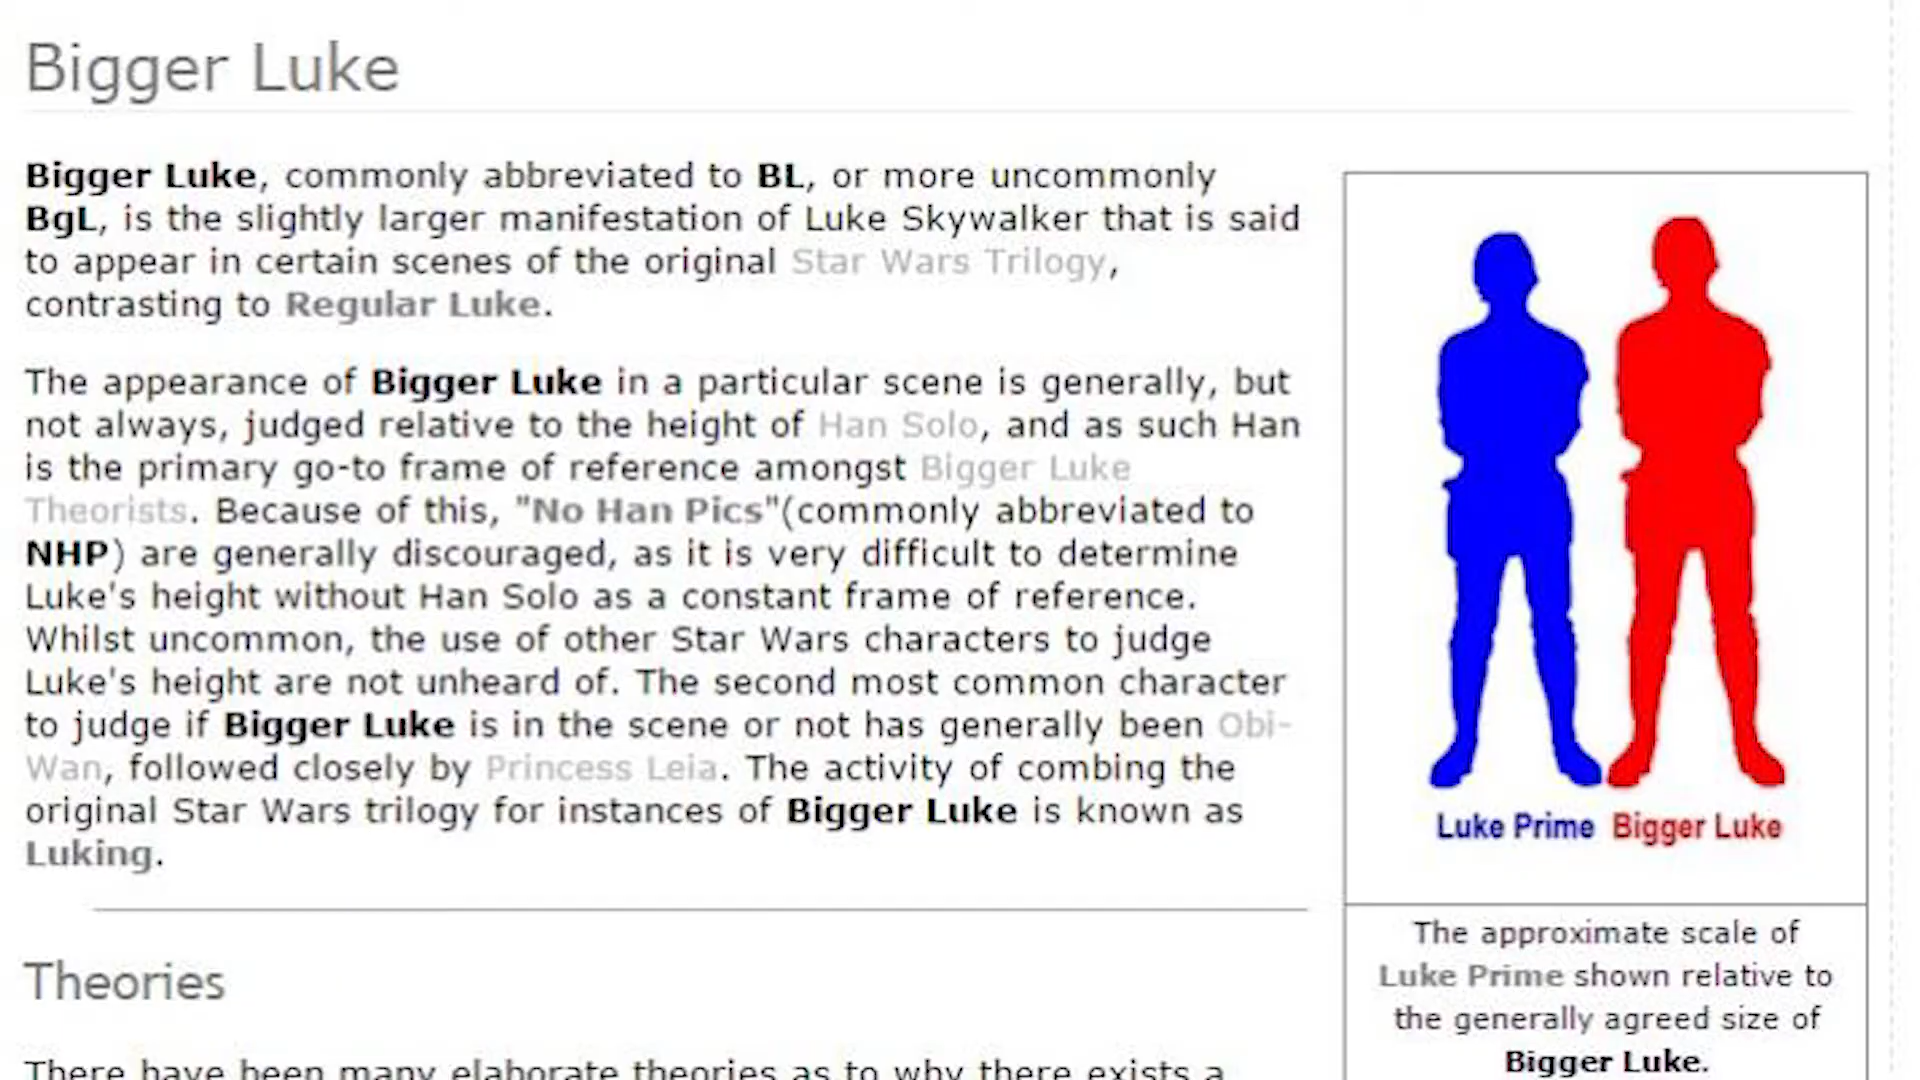 Bigger Luke
Bigger Luke, commonly abbreviated to BL, or more uncommonly
BgL, is the slightly larger manifestation of Luke Skywalker that is said
to appear in certain scenes of the original Star Wars Trilogy,
contrasting to Regular Luke.
The appearance of Bigger Luke in a particular scene is generally, but
not always, judged relative to the height of Han Solo, and as such Han
is the primary go-to frame of reference amongst Bigger Luke
Theorists. Because of this, "No Han Pics"(commonly abbreviated to
NHP) are generally discouraged, as it is very difficult to determine
Luke's height without Han Solo as a constant frame of reference.
Whilst uncommon, the use of other Star Wars characters to judge
Luke's height are not unheard of. The second most common character
to judge if Bigger Luke is in the scene or not has generally been Obi-
Wan, followed closely by Princess Leia. The activity of combing the
original Star Wars trilogy for instances of Bigger Luke is known as
Luking.
Theories
There have been many elaborate theories as to why there exists a
Luke Prime Bigger Luke
The approximate scale of
Luke Prime shown relative to
the generally agreed size of
Bigger Luke.